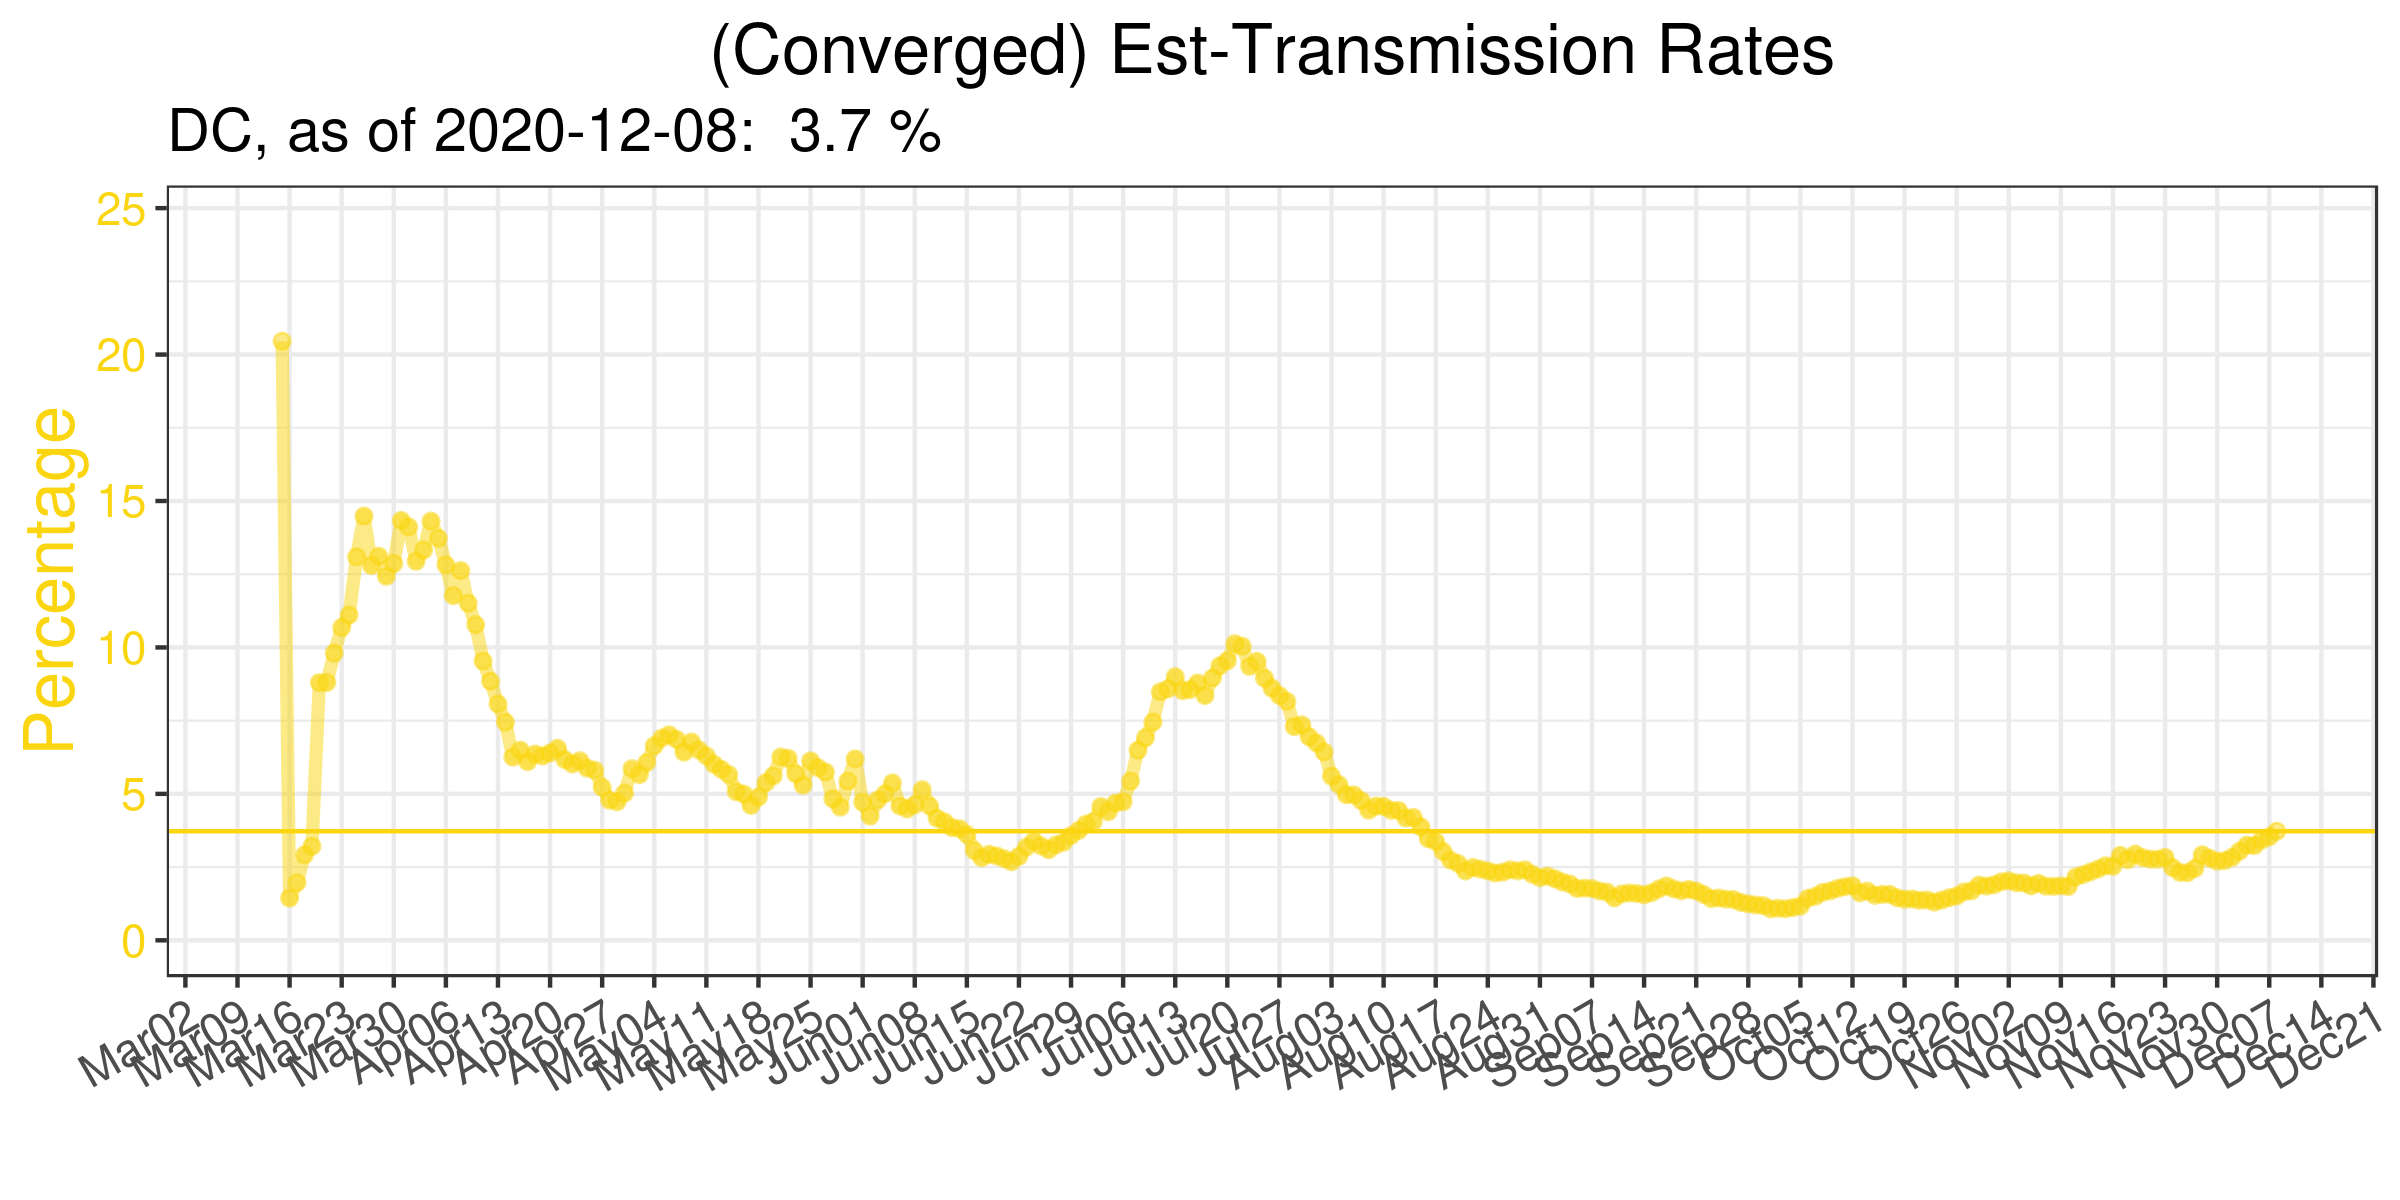 (Converged) Est-Transmission Rates
DC, as of 2020-12-08:  3.7 %
Percentage
25
20
15
10
5
0
Mar02
Mar09
Mar16
Mar23
Mar30
Apr06
Apr13
Apr20
Apr27
May04
May11
May18
May25
Jun01
Jun08
Jun15
Jun22
Jun29
Jul06
Jul13
Jul20
Jul27
Aug03
Aug10
Aug17
Aug24
Aug31
Sep07
Sep14
Sep21
Sep28
Oct05
Oct12
Oct19
Oct26
Nov02
Nov09
Nov16
Nov23
Nov30
Dec07
Dec14
Dec21